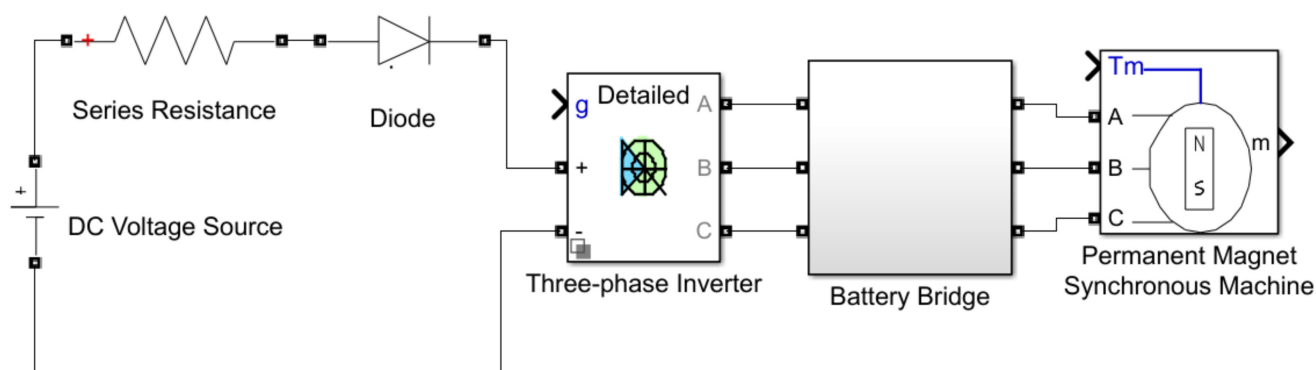 Series Resistance
Diode
+
DC Voltage Source
g
Detailed
A
+
B
-
C
Three-phase Inverter
Battery Bridge
Tm
A
B
C
N
S
m
Permanent Magnet
Synchronous Machine